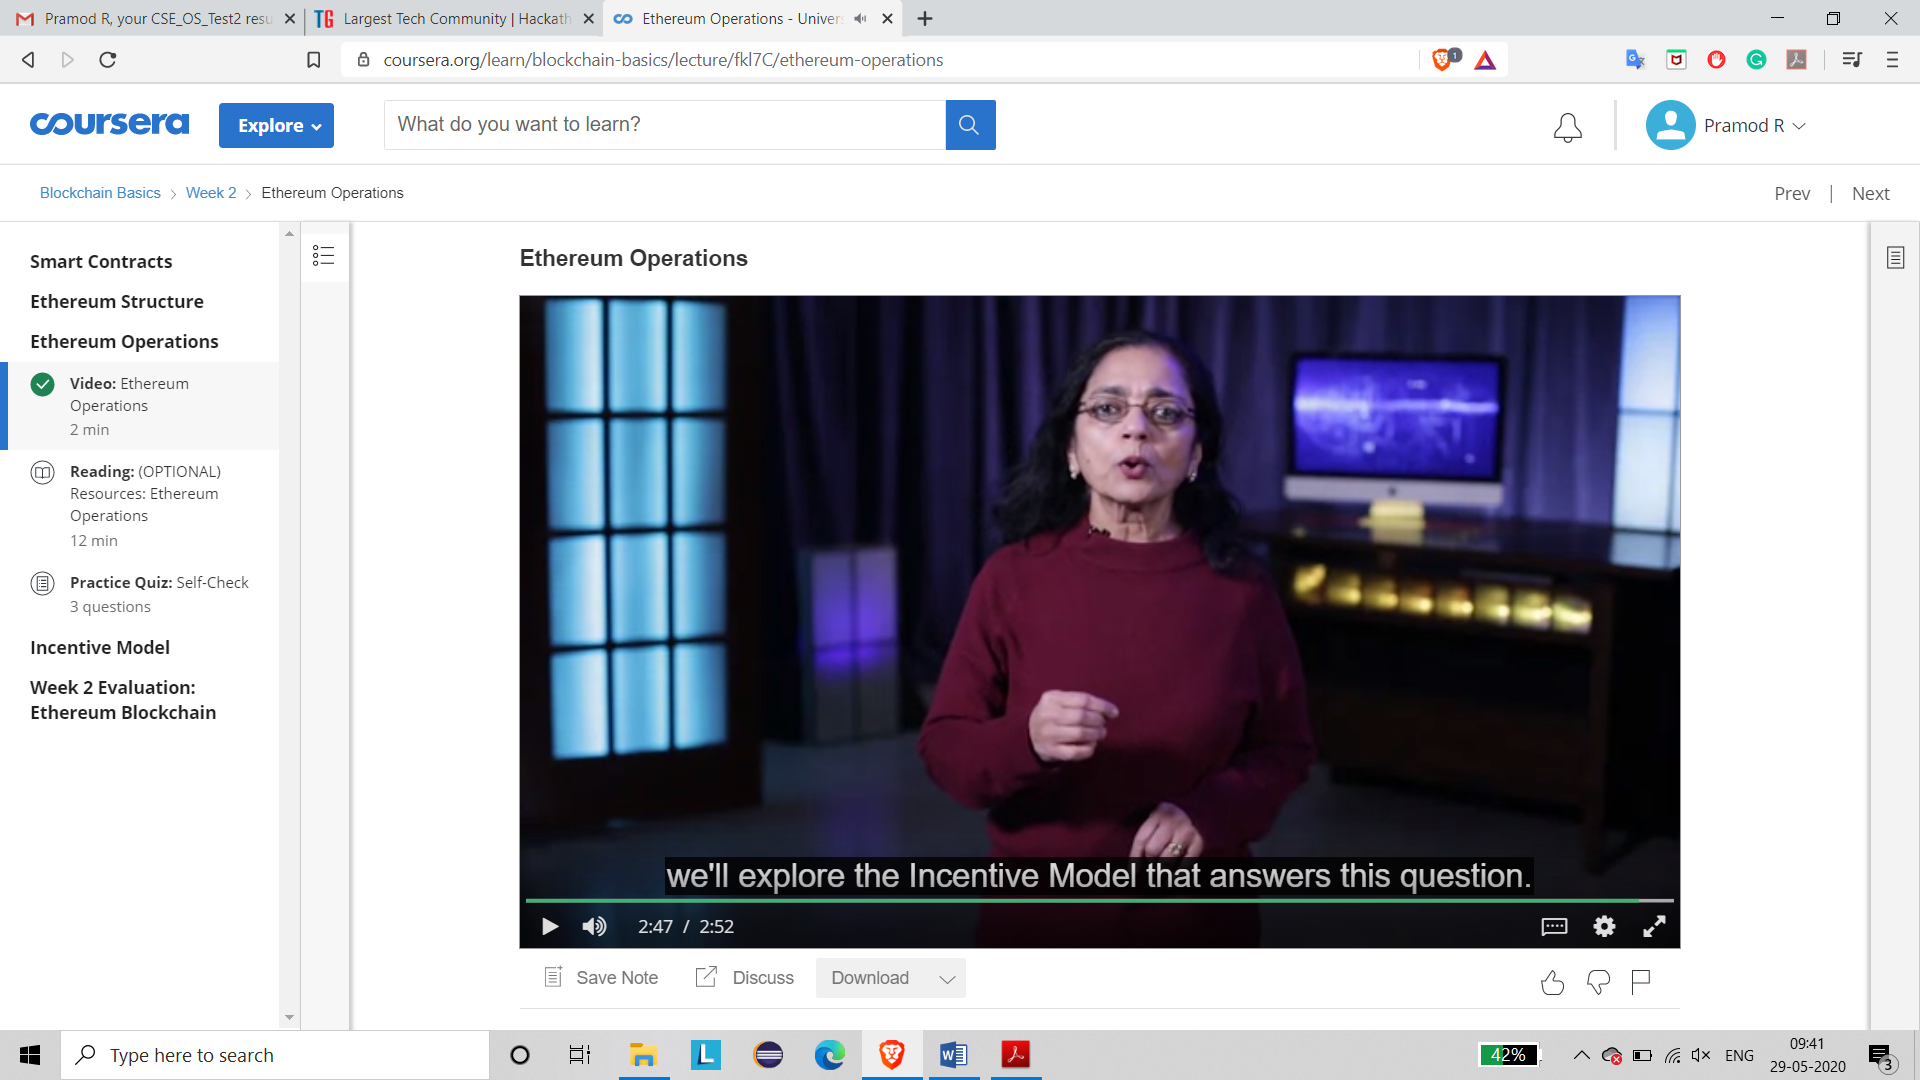 Pramod R, your CSE_OS_Test2 resu
Largest Tech Community | Hackath
Ethereum Operations - Univer
coursera.org/learn/blockchain-basics/lecture/fkl7C/ethereum-operations
1
coursera
Explore
What do you want to learn?
Pramod R
Blockchain Basics
Week 2
Ethereum Operations
Prev | Next
Smart Contracts
Ethereum Structure
Ethereum Operations
Video: Ethereum
Operations
2 min
Reading: (OPTIONAL)
Resources: Ethereum
Operations
12 min
Practice Quiz: Self-Check
3 questions
Incentive Model
Week 2 Evaluation:
Ethereum Blockchain
Ethereum Operations
we'll explore the Incentive Model that answers this question.
2:47 / 2:52
Save Note
Discuss
Download
Type here to search
42%
ENG
09:41
29-05-2020
3